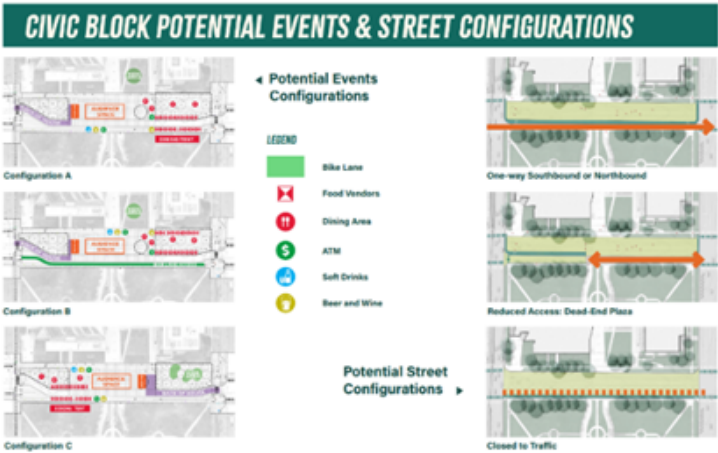 CIVIC BLOCK POTENTIAL EVENTS & STREET CONFIGURATIONS
Potential Events
Configurations
LEGEND
Bike Lane
Food Vendors
Dining Area
ATM
Soft Drinks
Beer and Wine
Configuration A
Configuration B
Configuration C
Potential Street
Configurations
One-way Southbound or Northbound
Reduced Access: Dead-End Plaza
Closed to Traffic